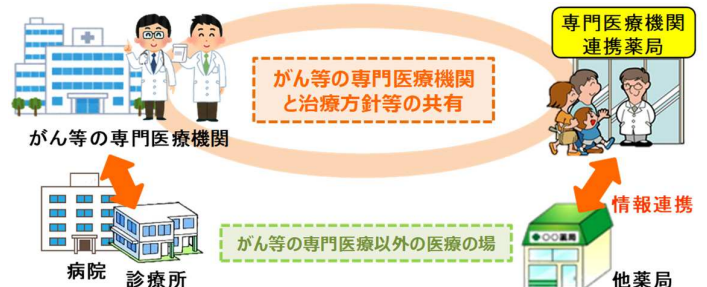 専門医療機関
連携薬局
がん等の専門医療機関
と治療方針等の共有
がん等の専門医療機関
情報連携
がん等の専門医療以外の医療の場
○○薬局
病院
診療所
他薬局